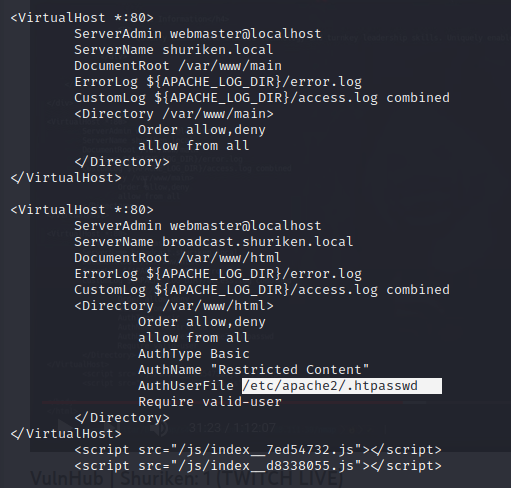 <VirtualHost *:80>
ServerAdmin webmaster@localhost
ServerName shuriken.local
DocumentRoot /var/www/main
ErrorLog ${APACHE_LOG_DIR}/error.log
CustomLog ${APACHE_LOG_DIR}/access.log combined
<Directory /var/www/main>
Order allow,deny
allow from all
</Directory>
</VirtualHost>
<VirtualHost *:80>
ServerAdmin webmaster@localhost
ServerName broadcast.shuriken.local
DocumentRoot /var/www/html
ErrorLog ${APACHE_LOG_DIR}/error.log
CustomLog ${APACHE_LOG_DIR}/access.log combined
<Directory /var/www/html>
Order allow,deny
allow from all
AuthType Basic
AuthName "Restricted Content"
AuthUserFile /etc/apache2/.htpasswd
Require valid-user
</Directory>
</VirtualHost>
31:23 / 1:12:07
<script src="/js/index__7ed54732.js"></script>
<script src="/js/index__d8338055.js"></script>
VulnHub | Shuriken: 1 (TWITCH LIVE)